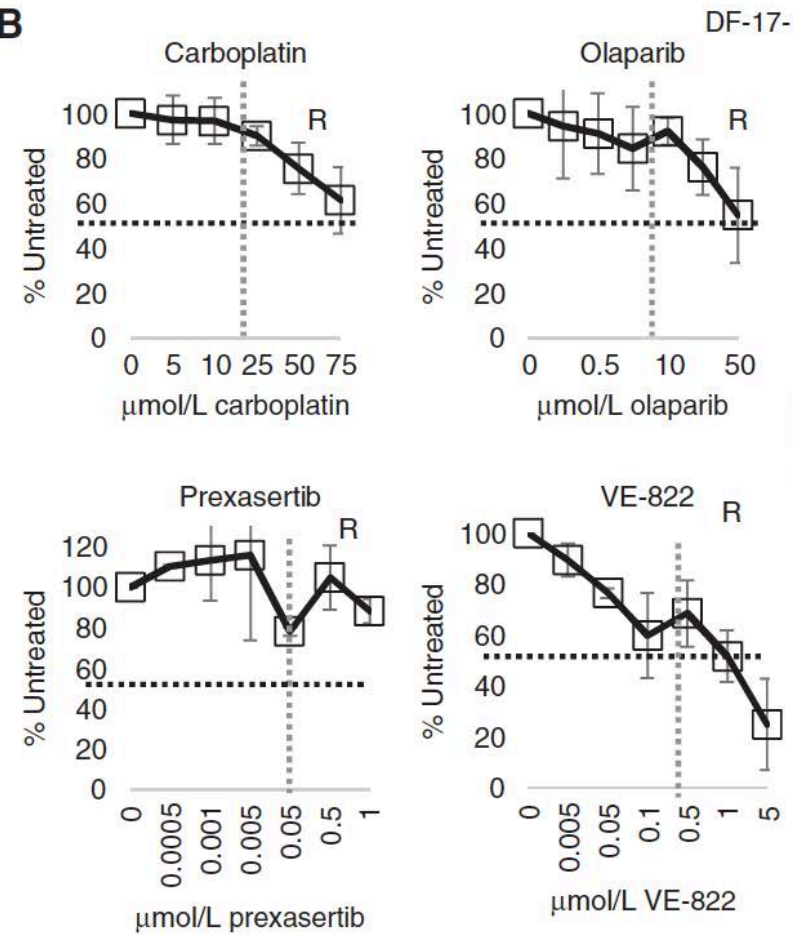 B
DF-17-
Carboplatin
R
% Untreated
100
80
60
40
20
0
0 5 10 25 50 75
μmol/L carboplatin
Olaparib
R
% Untreated
100
80
60
40
20
0
0 0.5 10 50
μmol/L olaparib
Prexasertib
R
% Untreated
120
100
80
60
40
20
0
0 0.0005 0.001 0.005 0.05 0.5 1
μmol/L prexasertib
VE-822
R
% Untreated
100
80
60
40
20
0
0 0.005 0.05 0.1 0.5 1 5
μmol/L VE-822